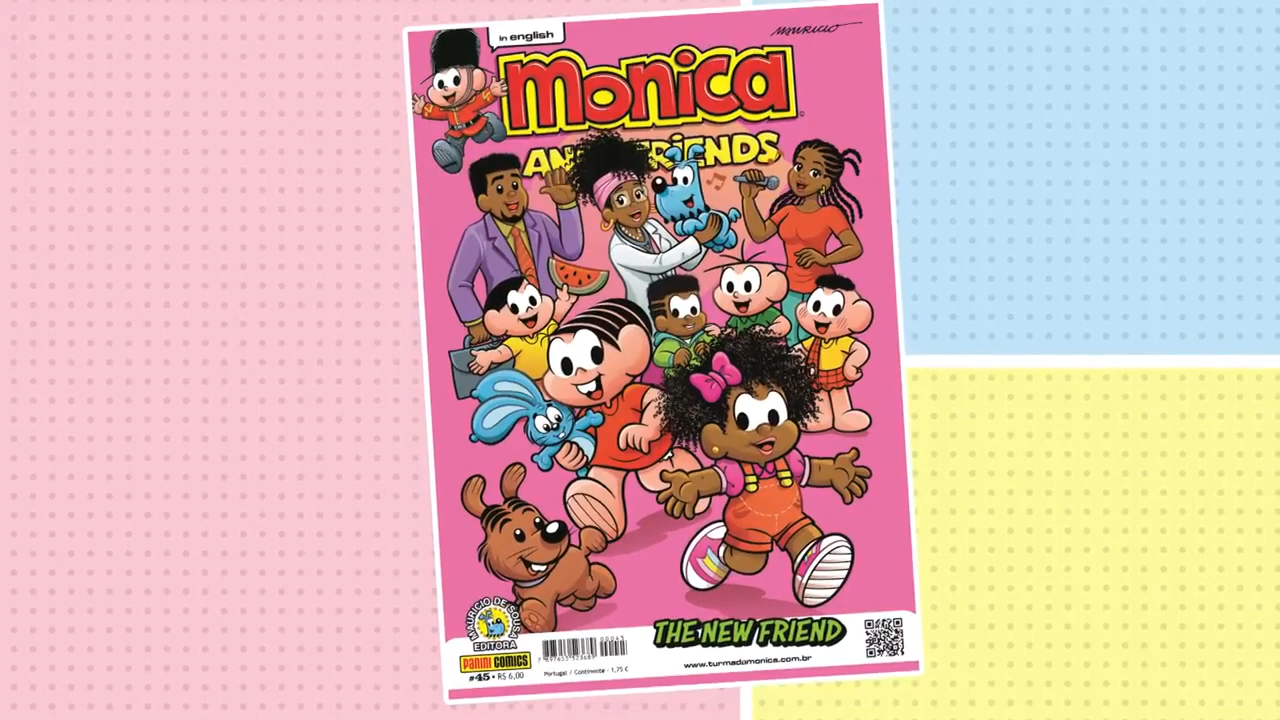 in english
MAURICIO
Monica
AND FRIENDS
MAURICIO DE SOUSA
EDITORA
PANINI COMICS
#45 • R$ 6,00
00045
Portugal / Continente - 1,75 €
THE NEW FRIEND
www.turmadamonica.com.br